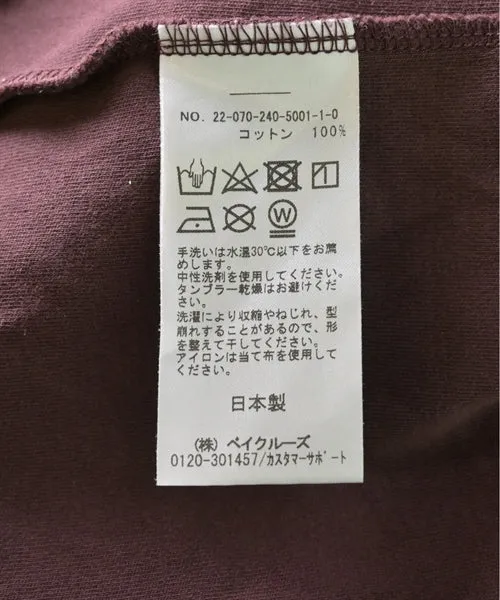 NO. 22-070-240-5001-1-0
コットン 100%
W
手洗いは水温30℃以下をお薦
めします。
中性洗剤を使用してください。
タンブラー乾燥はお避けくださ
い。
洗濯により収縮やねじれ、型
崩れすることがあるので、形
を整えて干してください。
アイロンは当て布を使用して
ください。
日本製
(株) ベイクルーズ
0120-301457/カスタマーサポート